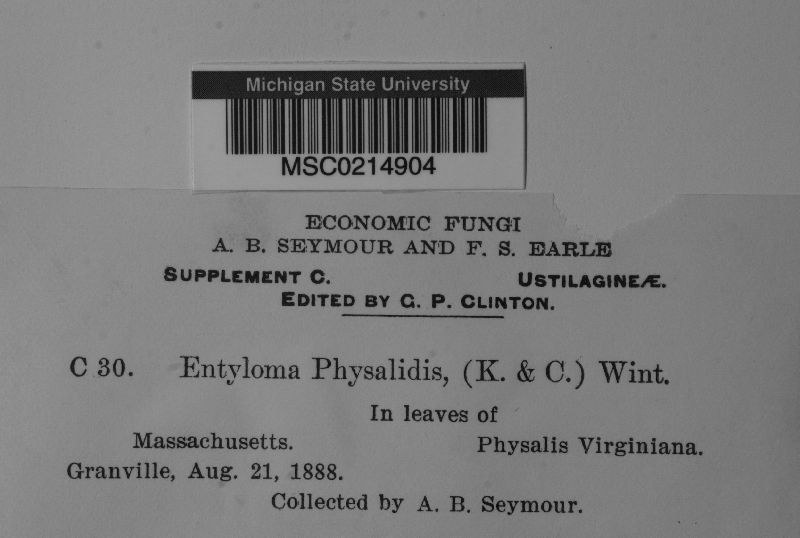 Michigan State University
MSC0214904
ECONOMIC FUNGI
A. B. SEYMOUR AND F. S. EARLE
SUPPLEMENT C. USTILAGINEÆ.
EDITED BY G. P. CLINTON.
C 30. Entyloma Physalidis, (K. & C.) Wint.
In leaves of
Massachusetts. Physalis Virginiana.
Granville, Aug. 21, 1888.
Collected by A. B. Seymour.